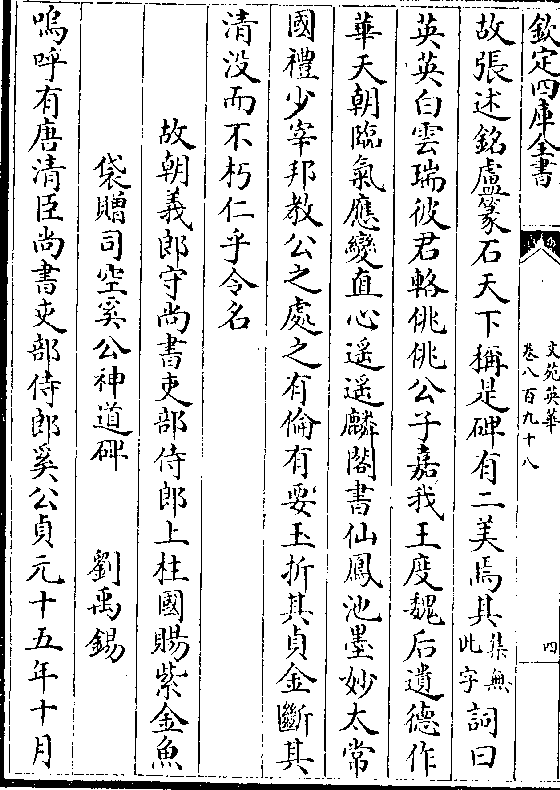 欽定四庫全書
文苑英華
卷八百九十八
四
故張述銘盧篆石天下稱是碑有二美焉其集無此字詞曰
英英白雲瑞彼君輅佻佻公子嘉我王度魏后遺德作
華天朝臨氣應變直心遥遥麟閣書仙鳳池墨妙太常
國禮少宰邦教公之處之有倫有要玉折其貞金斷其
清没而不朽仁乎令名
故朝義郎守尚書吏部侍郎上柱國賜紫金魚
袋贈司空奚公神道碑
劉禹錫
嗚呼有唐清臣尚書吏部侍郎奚公貞元十五年十月